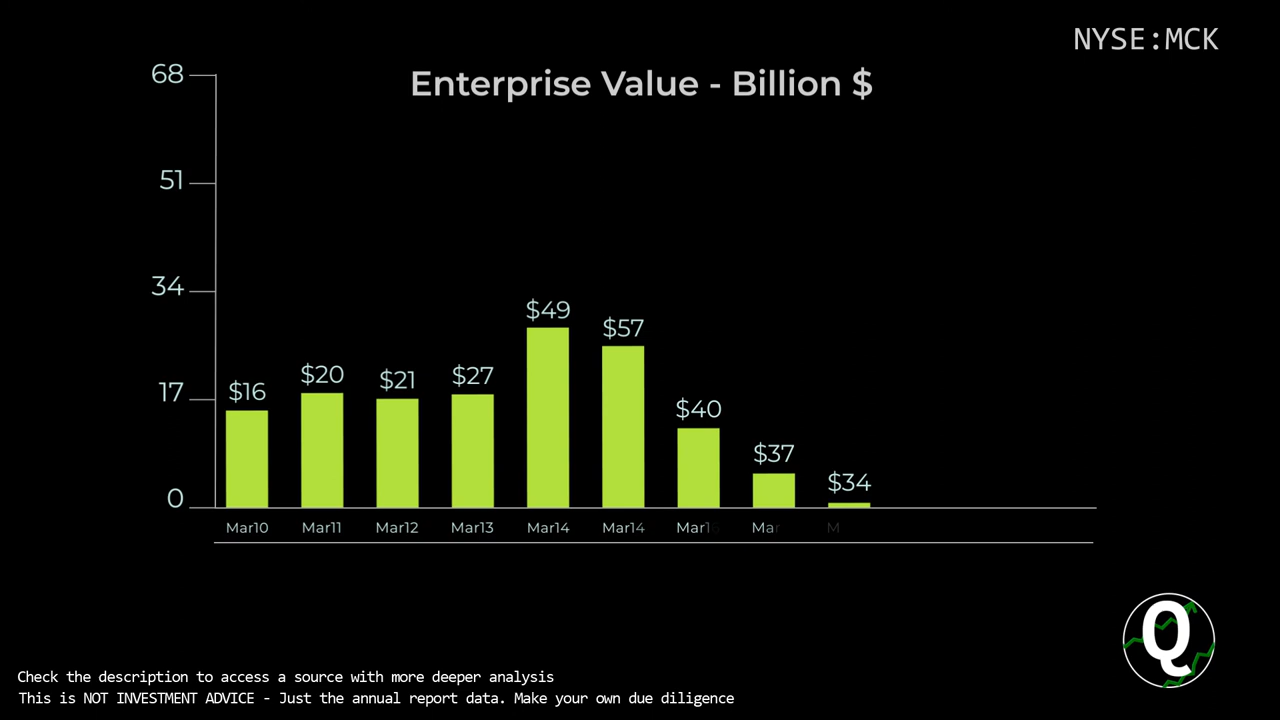 NYSE:MCK
Enterprise Value - Billion $
68
51
34
17
0
$16 $20 $21 $27 $49 $57 $40 $37 $34
Mar10 Mar11 Mar12 Mar13 Mar14 Mar14 Mar1 Mar M
Q
Check the description to access a source with more deeper analysis
This is NOT INVESTMENT ADVICE - Just the annual report data. Make your own due diligence